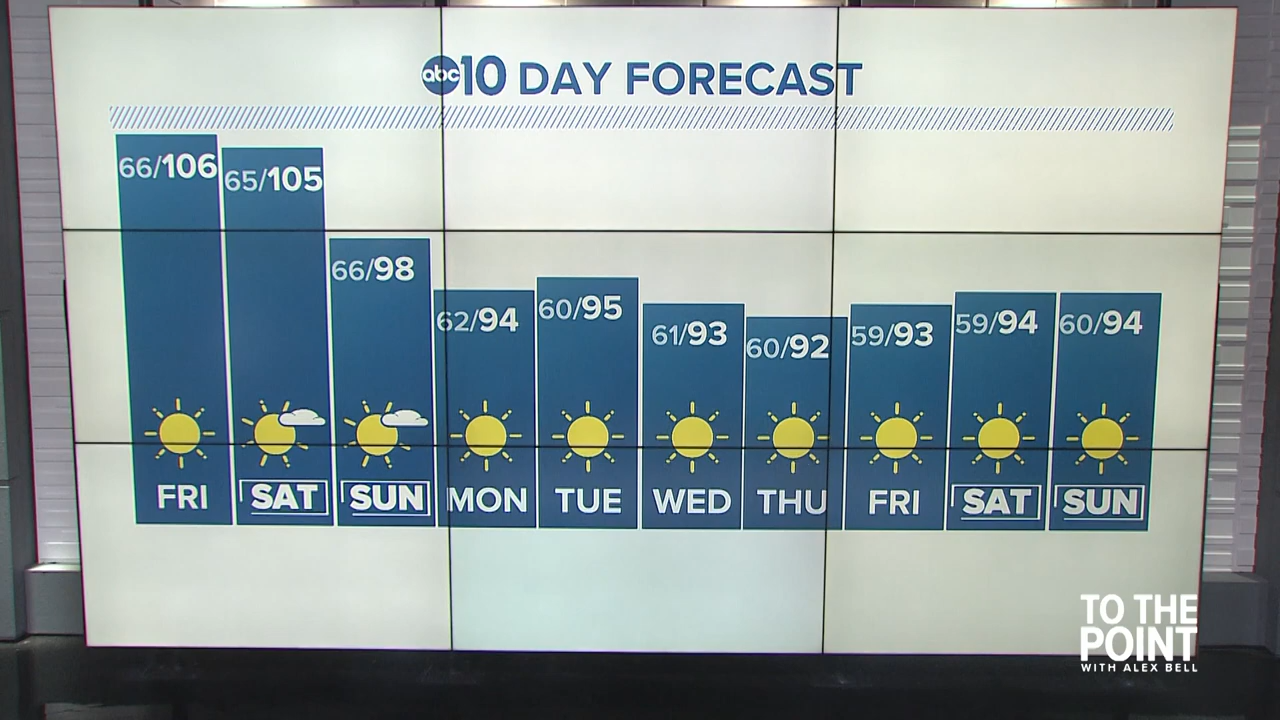 abc10 DAY FORECAST
66/106
65/105
66/98
62/94
60/95
61/93
60/92
59/93
59/94
60/94
FRI
SAT
SUN
MON
TUE
WED
THU
FRI
SAT
SUN
TO THE
POINT
WITH ALEX BELL